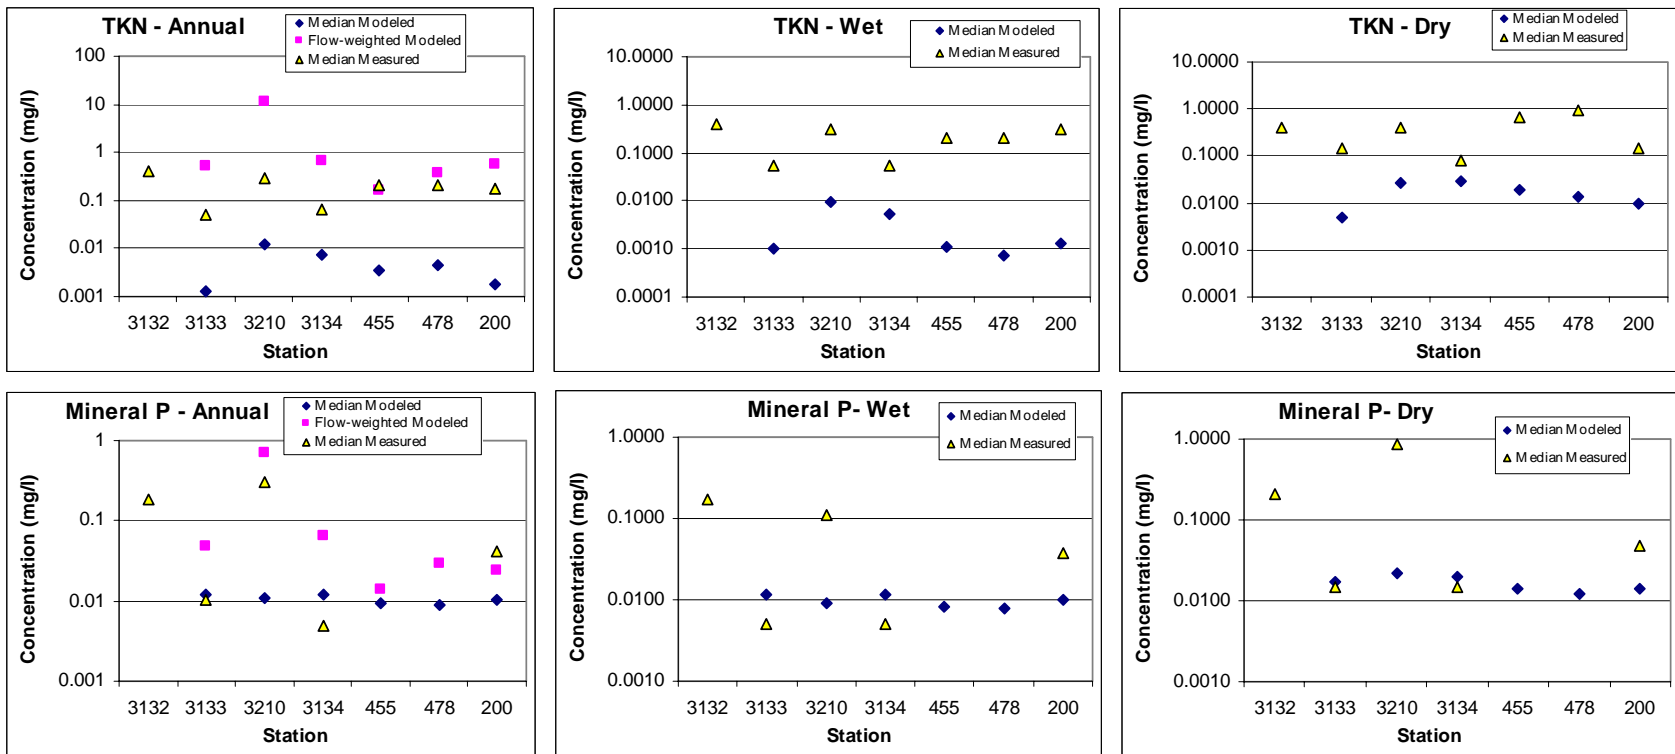 TKN - Annual
Median Modeled
Flow-weighted Modeled
Median Measured
Concentration (mg/l)
100
10
1
0.1
0.01
0.001
3132 3133 3210 3134 455 478 200
Station
TKN - Wet
Median Modeled
Median Measured
Concentration (mg/l)
10.0000
1.0000
0.1000
0.0100
0.0010
0.0001
3132 3133 3210 3134 455 478 200
Station
TKN - Dry
Median Modeled
Median Measured
Concentration (mg/l)
10.0000
1.0000
0.1000
0.0100
0.0010
0.0001
3132 3133 3210 3134 455 478 200
Station
Mineral P - Annual
Median Modeled
Flow-weighted Modeled
Median Measured
Concentration (mg/l)
1
0.1
0.01
0.001
3132 3133 3210 3134 455 478 200
Station
Mineral P- Wet
Median Modeled
Median Measured
Concentration (mg/l)
1.0000
0.1000
0.0100
0.0010
3132 3133 3210 3134 455 478 200
Station
Mineral P- Dry
Median Modeled
Median Measured
Concentration (mg/l)
1.0000
0.1000
0.0100
0.0010
3132 3133 3210 3134 455 478 200
Station